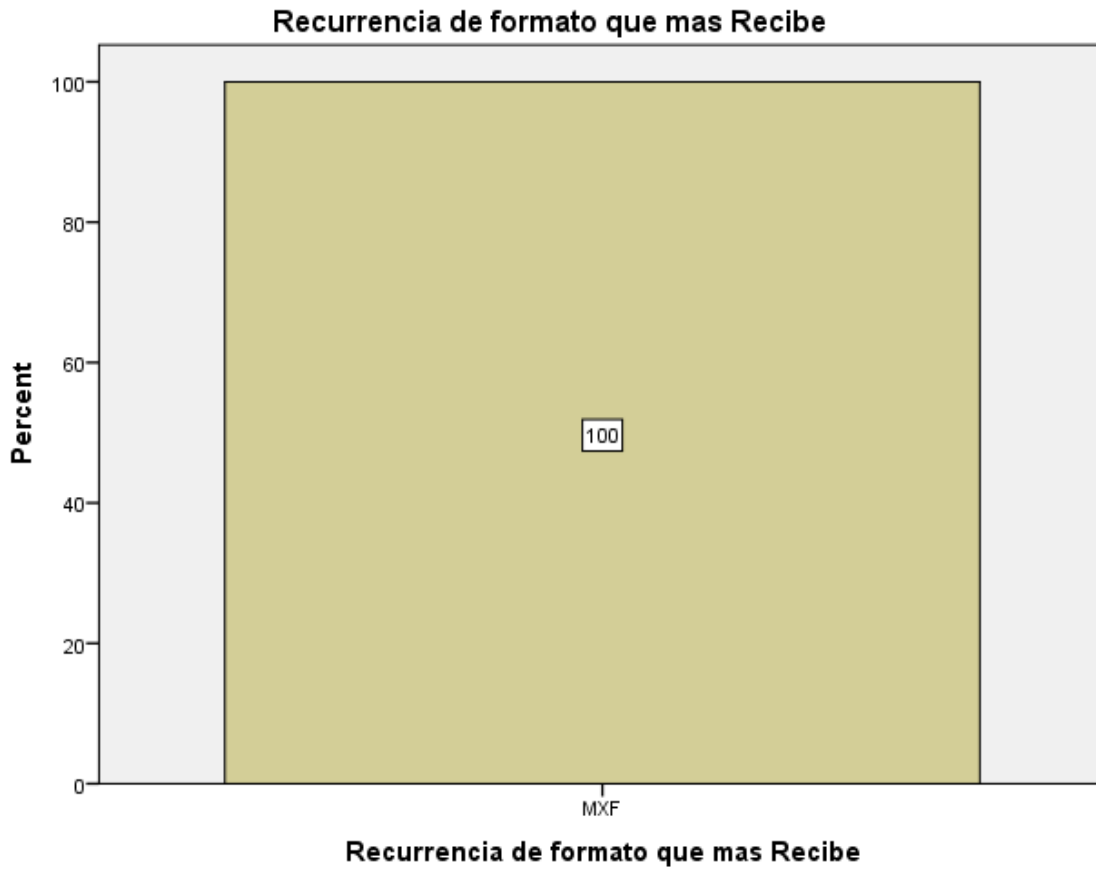 Recurrencia de formato que mas Recibe
100
80
60
40
20
0
Percent
100
MXF
Recurrencia de formato que mas Recibe